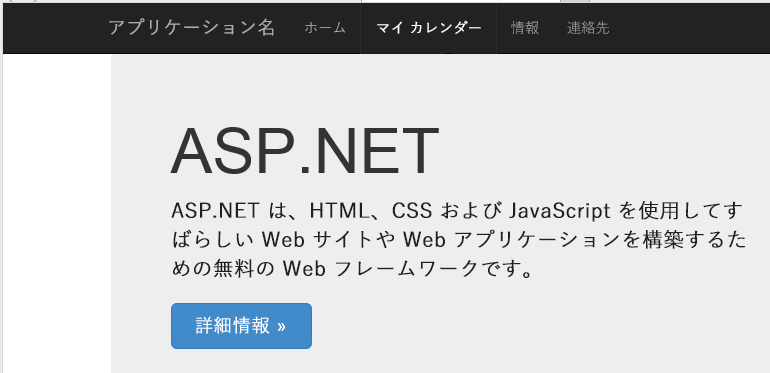 アプリケーション名 ホーム マイ カレンダー 情報 連絡先
ASP.NET
ASP.NET は、HTML、CSS および JavaScript を使用してす
ばらしい Web サイトや Web アプリケーションを構築するた
めの無料の Web フレームワークです。
詳細情報 »